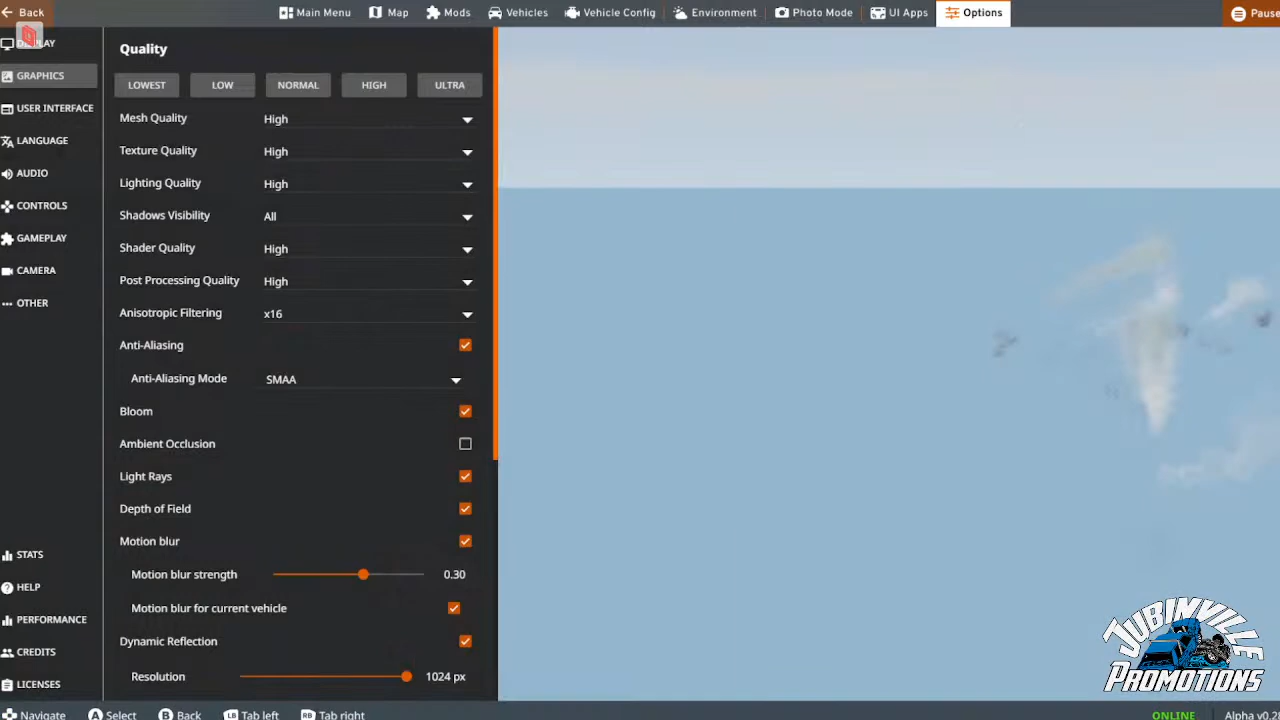 Back
Main Menu
Map
Mods
Vehicles
Vehicle Config
Environment
Photo Mode
UI Apps
Options
Pause
GRAPHICS
USER INTERFACE
LANGUAGE
AUDIO
CONTROLS
GAMEPLAY
CAMERA
OTHER
STATS
HELP
PERFORMANCE
CREDITS
LICENSES
Quality
LOWEST
LOW
NORMAL
HIGH
ULTRA
Mesh Quality High
Texture Quality High
Lighting Quality High
Shadows Visibility All
Shader Quality High
Post Processing Quality High
Anisotropic Filtering x16
Anti-Aliasing
Anti-Aliasing Mode SMAA
Bloom
Ambient Occlusion
Light Rays
Depth of Field
Motion blur
Motion blur strength 0.30
Motion blur for current vehicle
Dynamic Reflection
Resolution 1024 px
TUBINVILLE
PROMOTIONS
Navigate
A Select
B Back
LB Tab left
RB Tab right
ONLINE
Alpha